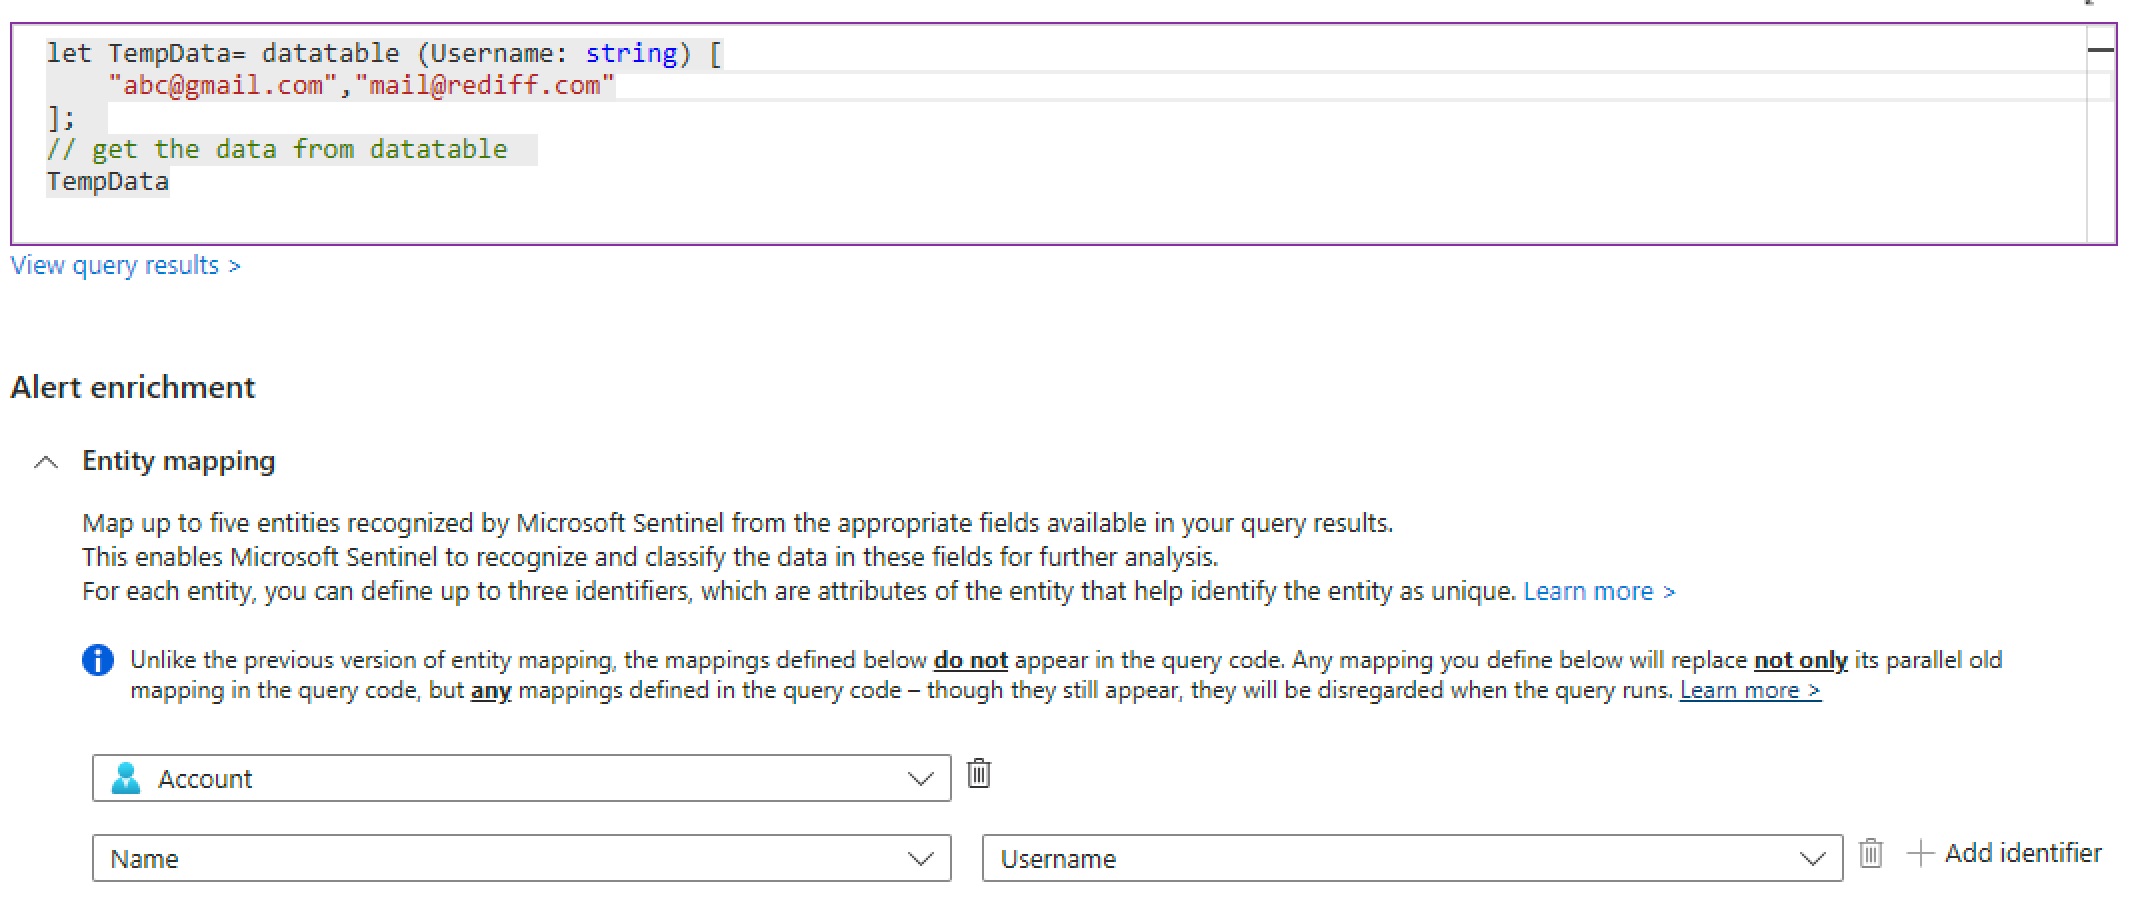 let TempData= datatable (Username: string) [
"abc@gmail.com","mail@rediff.com"
];
// get the data from datatable
TempData
View query results >
Alert enrichment
Entity mapping
Map up to five entities recognized by Microsoft Sentinel from the appropriate fields available in your query results.
This enables Microsoft Sentinel to recognize and classify the data in these fields for further analysis.
For each entity, you can define up to three identifiers, which are attributes of the entity that help identify the entity as unique. Learn more >
Unlike the previous version of entity mapping, the mappings defined below do not appear in the query code. Any mapping you define below will replace not only its parallel old
mapping in the query code, but any mappings defined in the query code – though they still appear, they will be disregarded when the query runs. Learn more >
Account
Name Username Add identifier